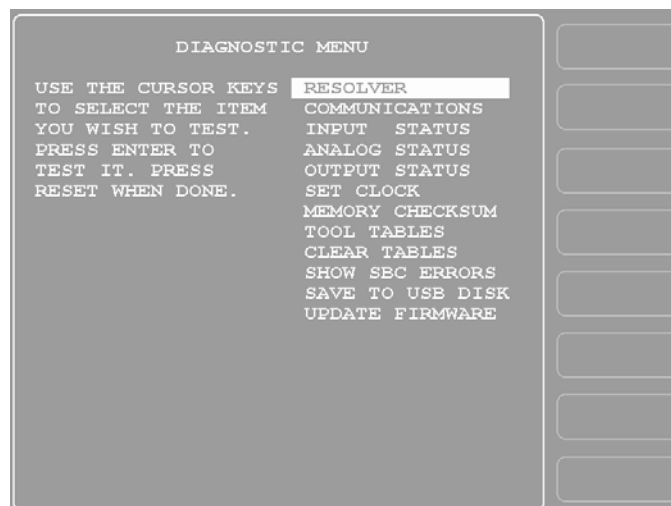 DIAGNOSTIC MENU
USE THE CURSOR KEYS
TO SELECT THE ITEM
YOU WISH TO TEST.
PRESS ENTER TO
TEST IT. PRESS
RESET WHEN DONE.
RESOLVER
COMMUNICATIONS
INPUT STATUS
ANALOG STATUS
OUTPUT STATUS
SET CLOCK
MEMORY CHECKSUM
TOOL TABLES
CLEAR TABLES
SHOW SBC ERRORS
SAVE TO USB DISK
UPDATE FIRMWARE